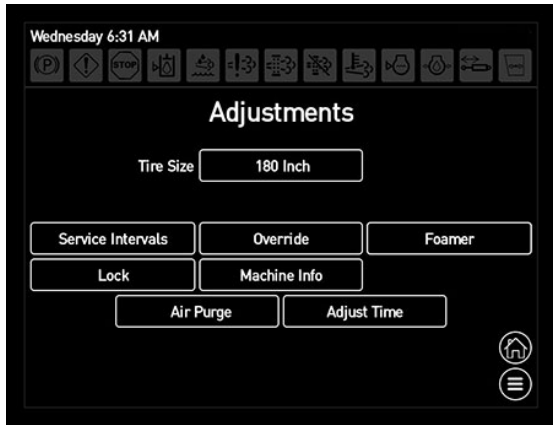 Wednesday 6:31 AM
(P) STOP
Adjustments
Tire Size 180 Inch
Service Intervals Override Foamer
Lock Machine Info
Air Purge Adjust Time